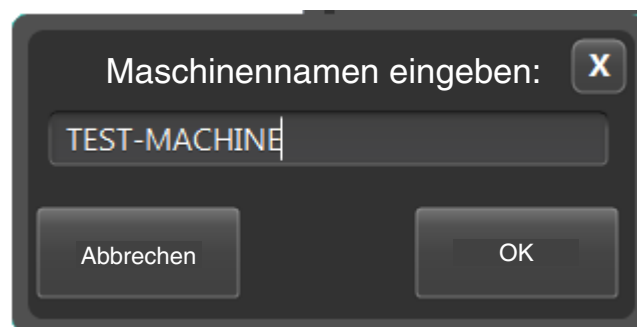 Maschinennamen eingeben:
X
TEST-MACHINE
Abbrechen
OK